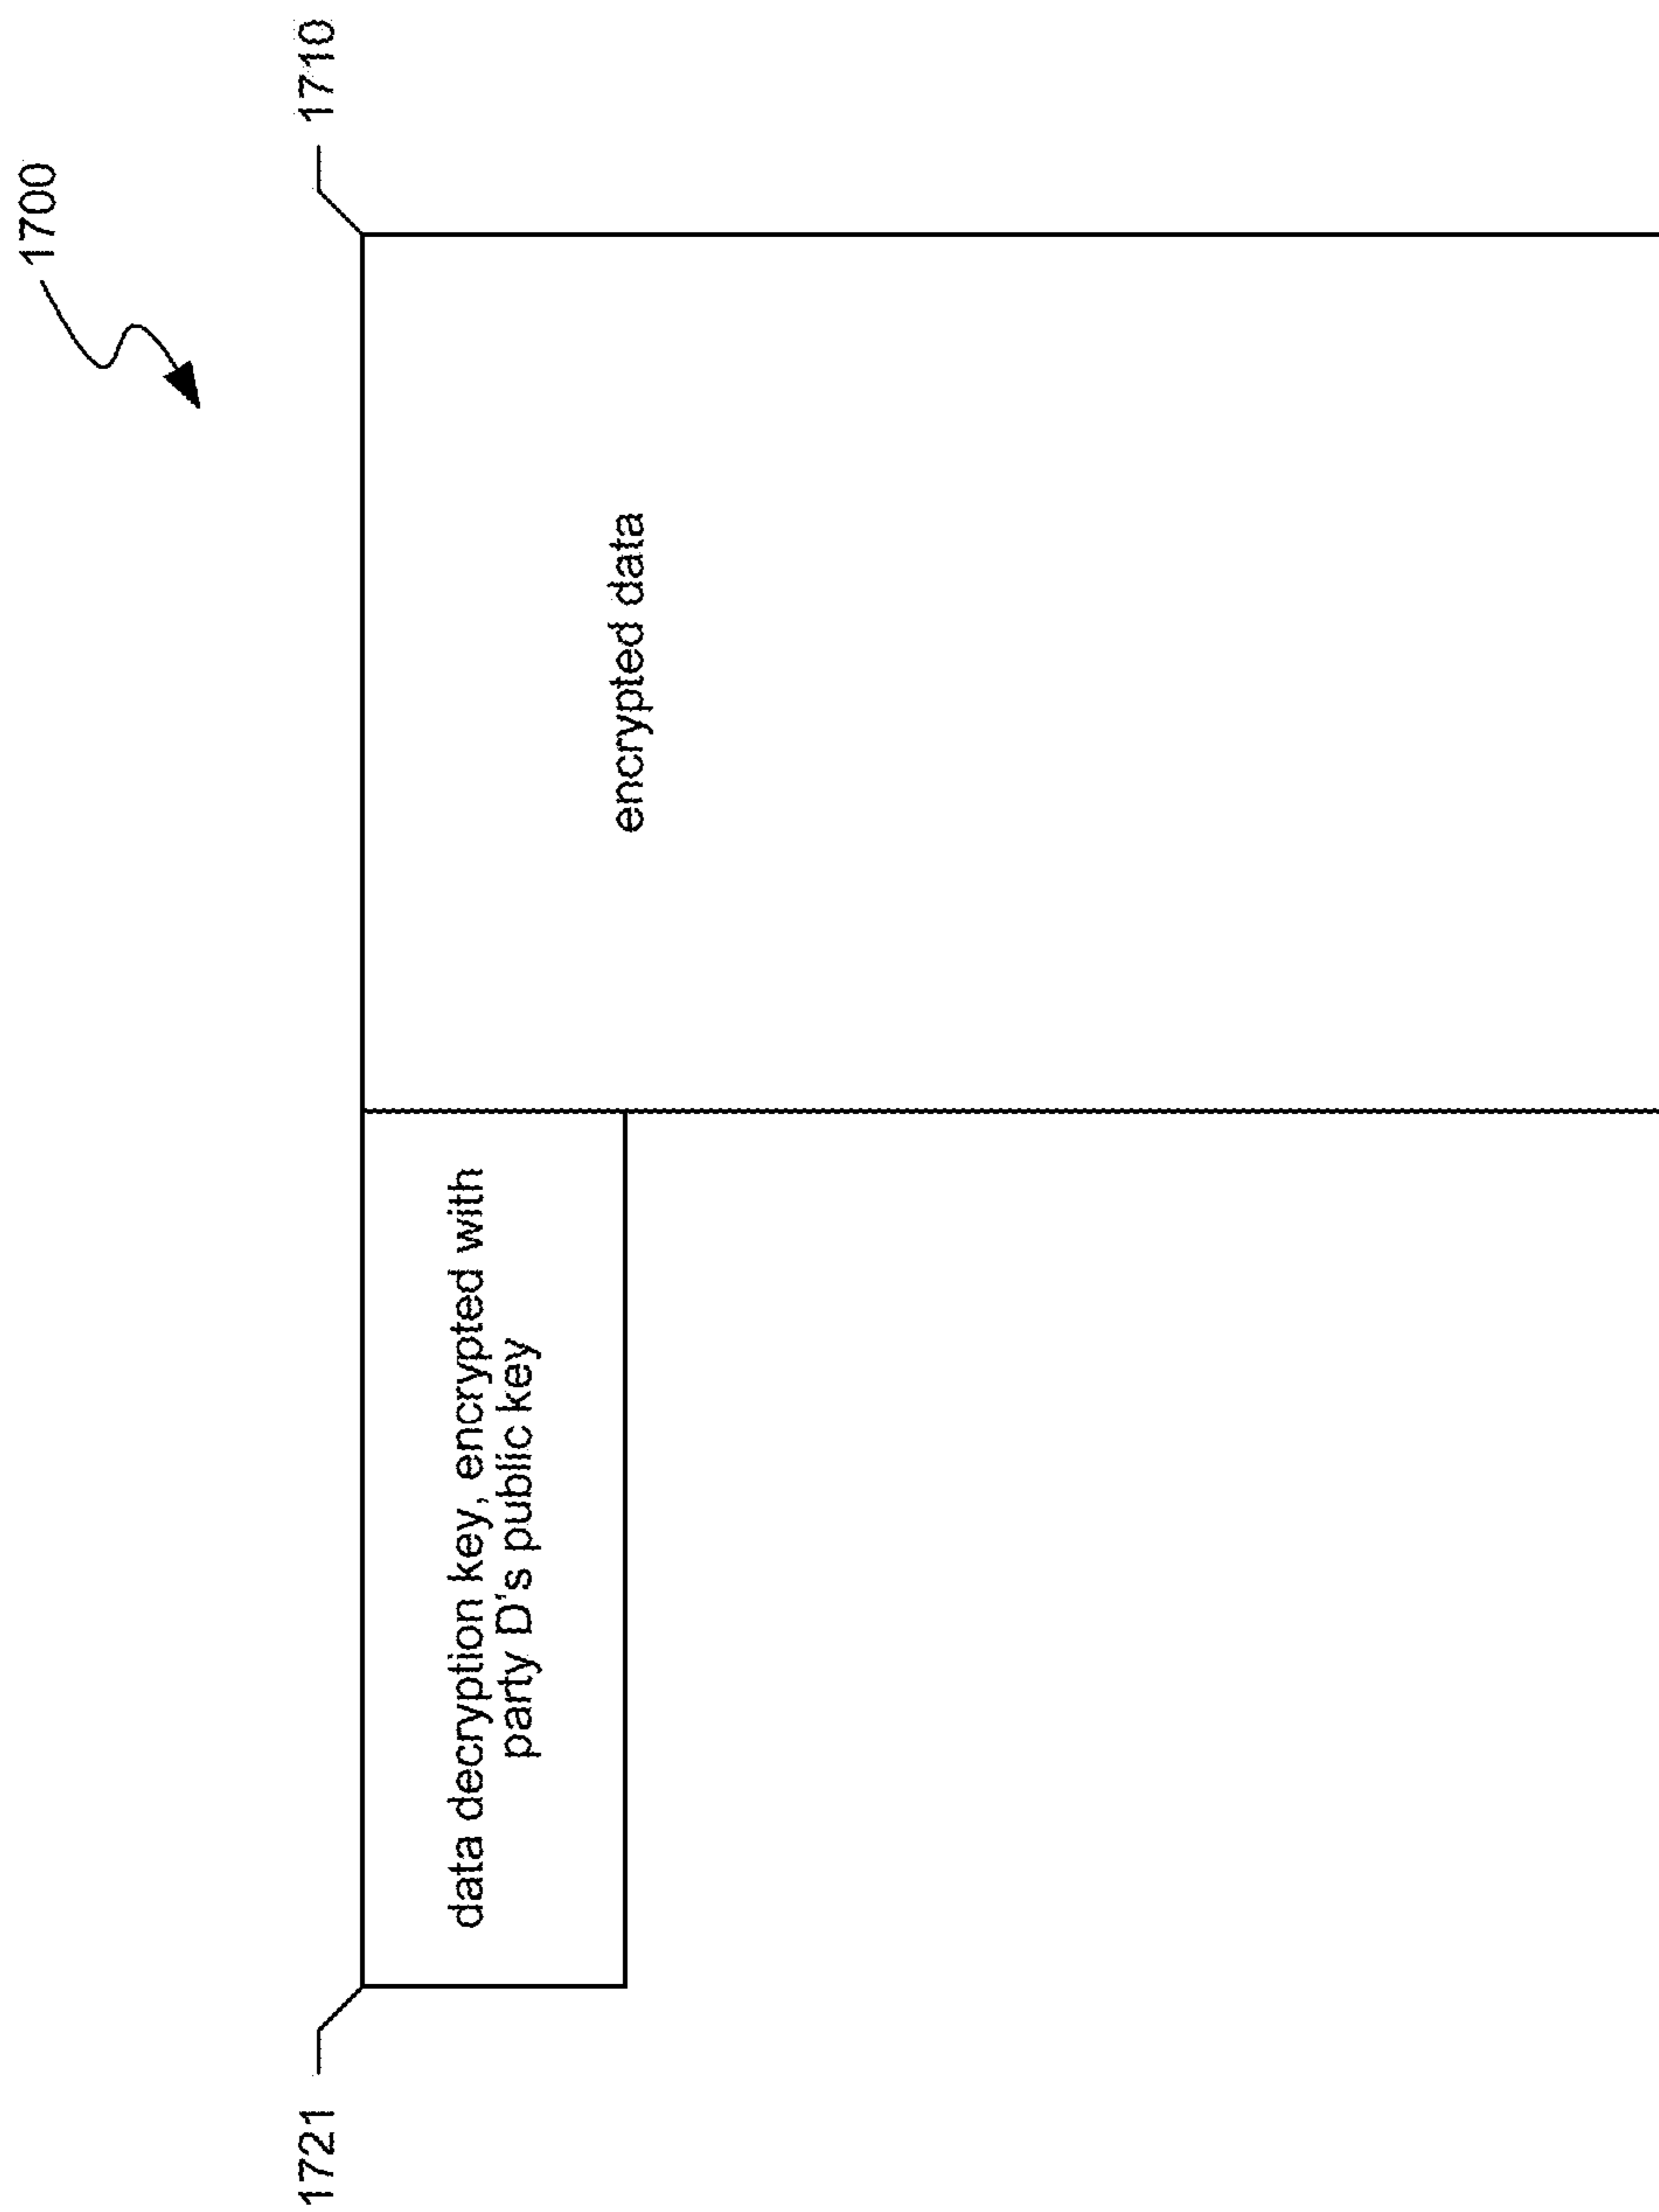 1700
1721
1710
data decryption key, encrypted with
party D's public key
encrypted data